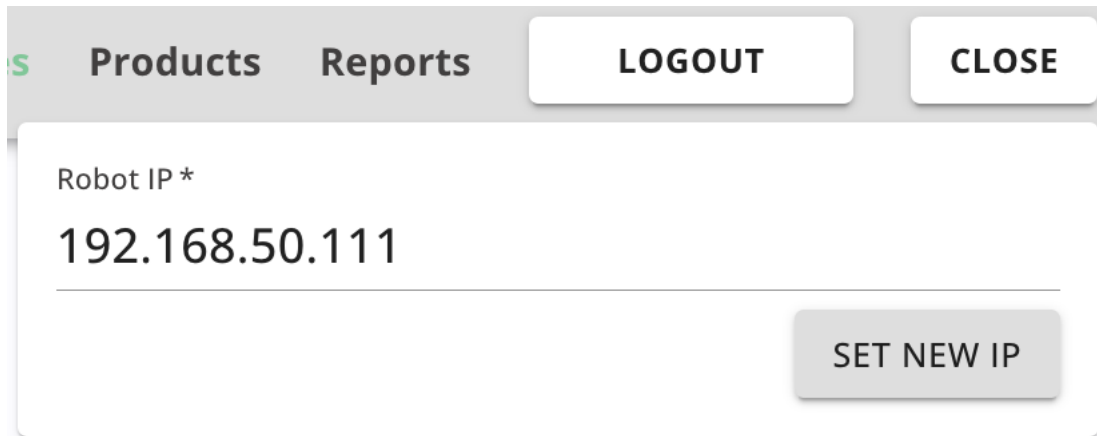 Products Reports LOGOUT CLOSE
Robot IP *
192.168.50.111
SET NEW IP